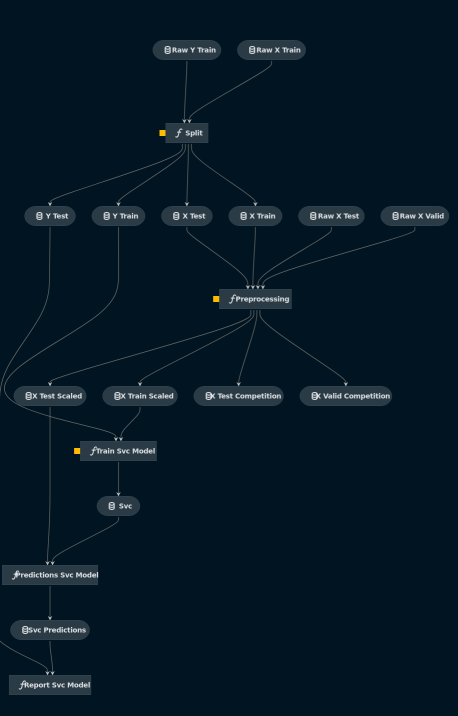 Raw Y Train
Raw X Train
Split
Y Test
Y Train
X Test
X Train
Raw X Test
Raw X Valid
Preprocessing
X Test Scaled
X Train Scaled
X Test Competition
X Valid Competition
Train Svc Model
Svc
Predictions Svc Model
Svc Predictions
Report Svc Model